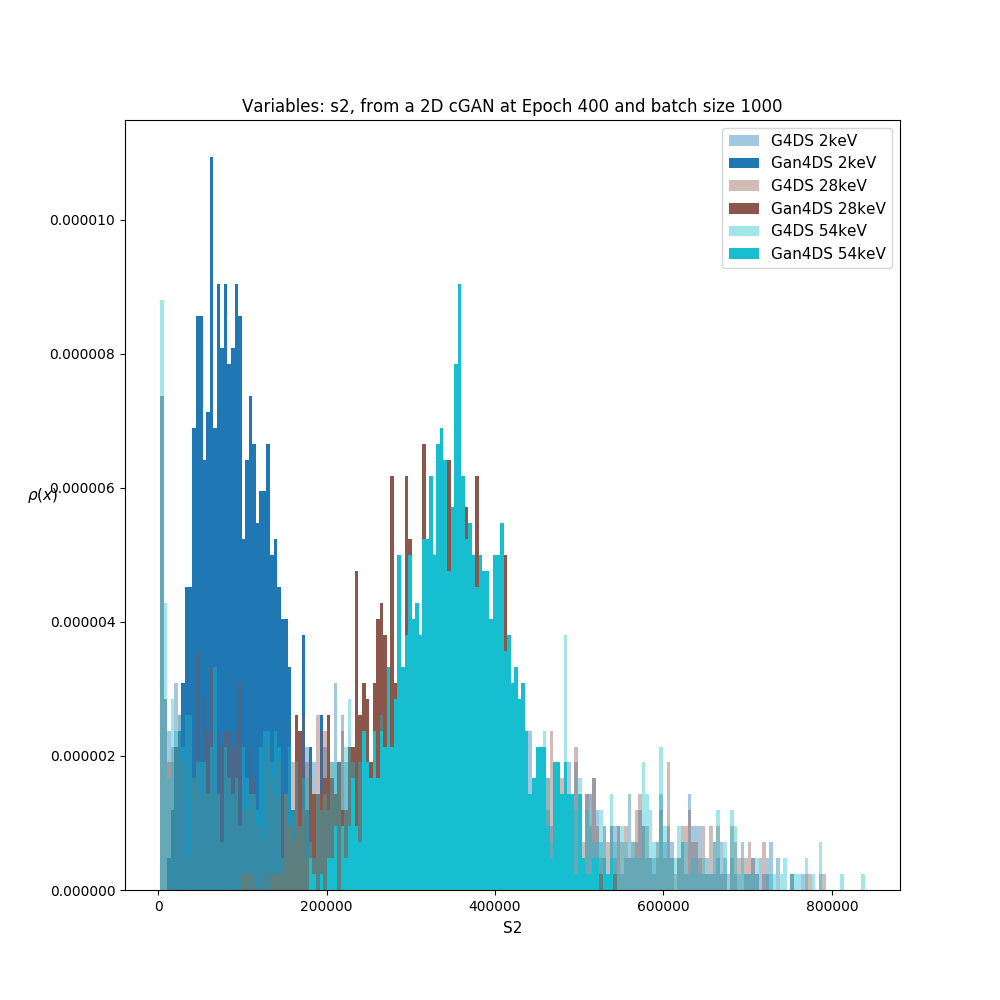 Variables: s2, from a 2D cGAN at Epoch 400 and batch size 1000
G4DS 2keV
Gan4DS 2keV
G4DS 28keV
Gan4DS 28keV
G4DS 54keV
Gan4DS 54keV
0.000010
0.000008
0.000006
ρ(x)
0.000004
0.000002
0.000000
0 200000 400000 600000 800000
S2